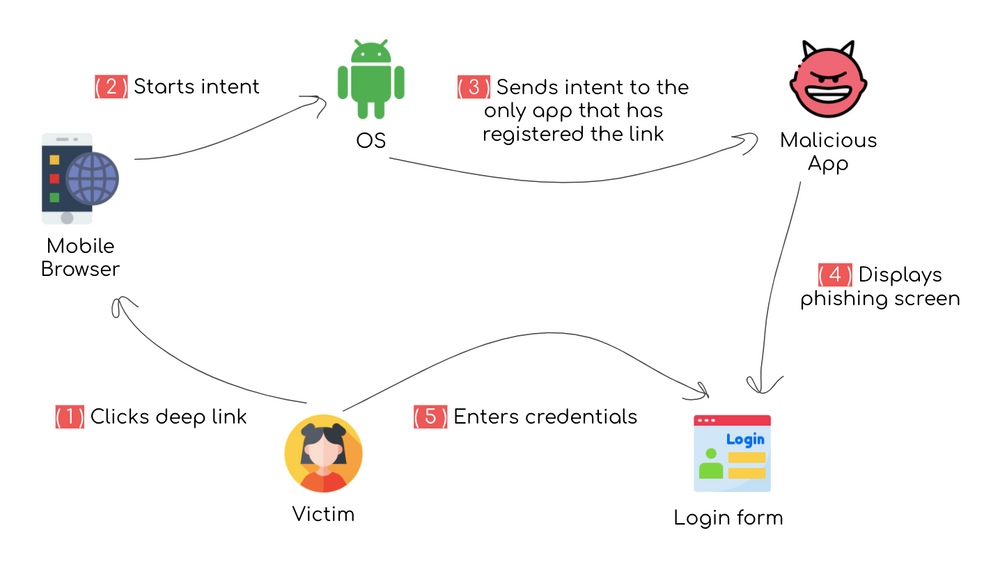 (2) Starts intent
OS
(3) Sends intent to the
only app that has
registered the link
Malicious
App
Mobile
Browser
(4) Displays
phishing screen
(1) Clicks deep link
(5) Enters credentials
Login
Victim
Login form